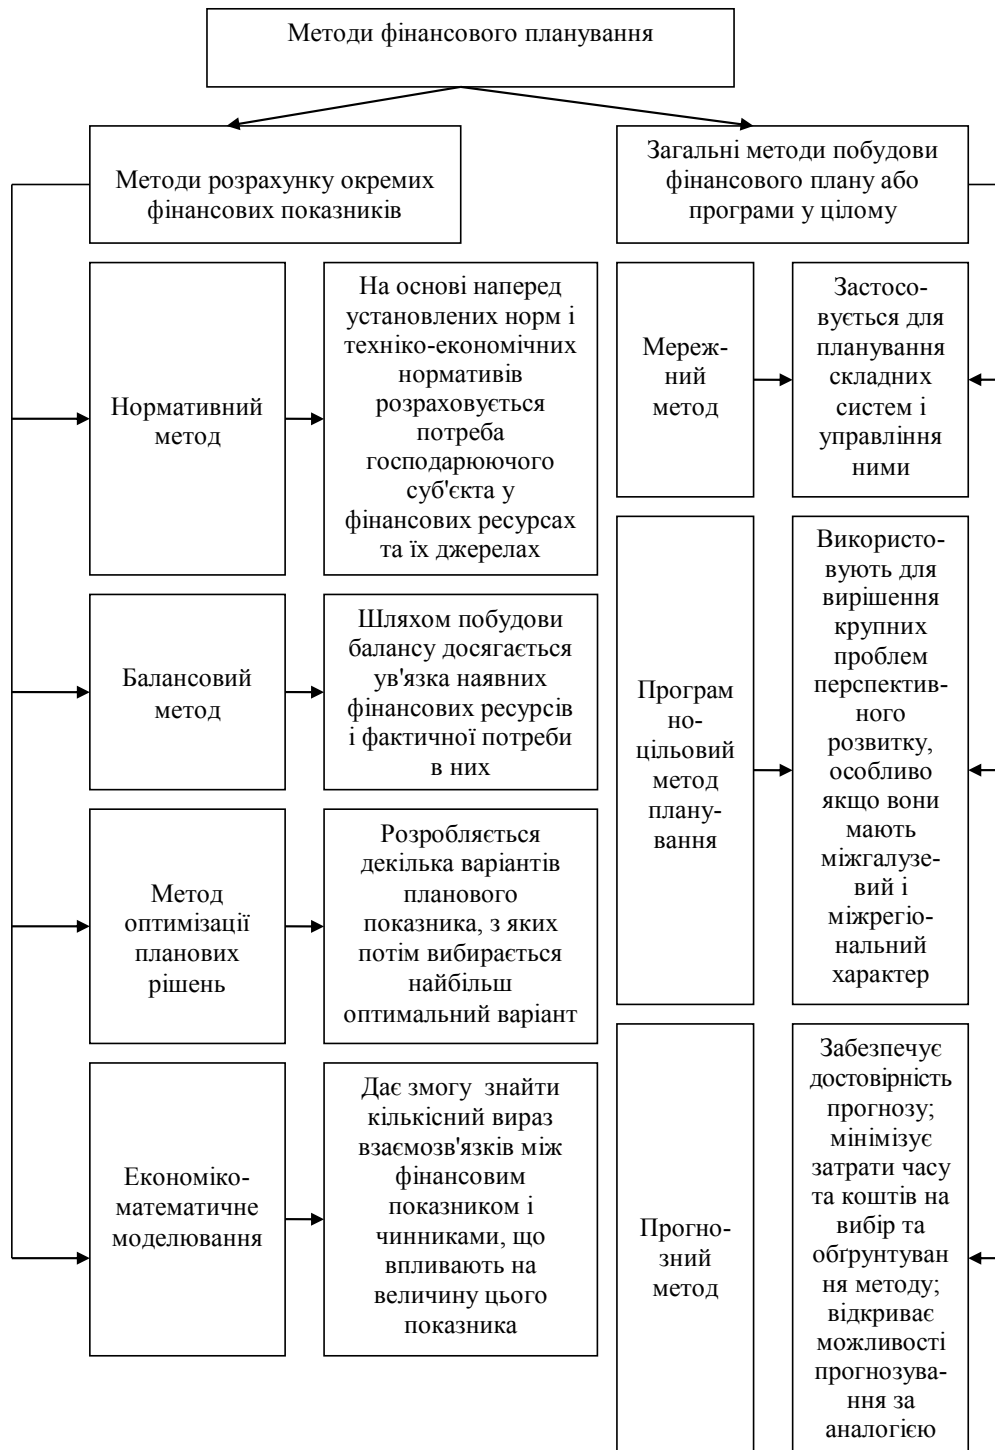 Методи фінансового планування
Методи розрахунку окремих
фінансових показників
Загальні методи побудови
фінансового плану або
програми у цілому
Нормативний
метод
На основі наперед
установлених норм і
техніко-економічних
нормативів
розраховується
потреба
господарюючого
суб'єкта у
фінансових ресурсах
та їх джерелах
Балансовий
метод
Шляхом побудови
балансу досягається
ув'язка наявних
фінансових ресурсів
і фактичної потреби
в них
Метод
оптимізації
планових
рішень
Розробляється
декілька варіантів
планового
показника, з яких
потім вибирається
найбільш
оптимальний варіант
Економіко-
математичне
моделювання
Дає змогу  знайти
кількісний вираз
взаємозв'язків між
фінансовим
показником і
чинниками, що
впливають на
величину цього
показника
Мереж-
ний
метод
Застосо-
вується для
планування
складних
систем і
управління
ними
Програм
но-
цільовий
метод
плану-
вання
Використо-
вують для
вирішення
крупних
проблем
перспектив-
ного
розвитку,
особливо
якщо вони
мають
міжгалузе-
вий і
міжрегіо-
нальний
характер
Прогно-
зний
метод
Забезпечує
достовірність
прогнозу;
мінімізує
затрати часу
та коштів на
вибір та
обґрунтуван
ня методу;
відкриває
можливості
прогнозува-
ння за
аналогією